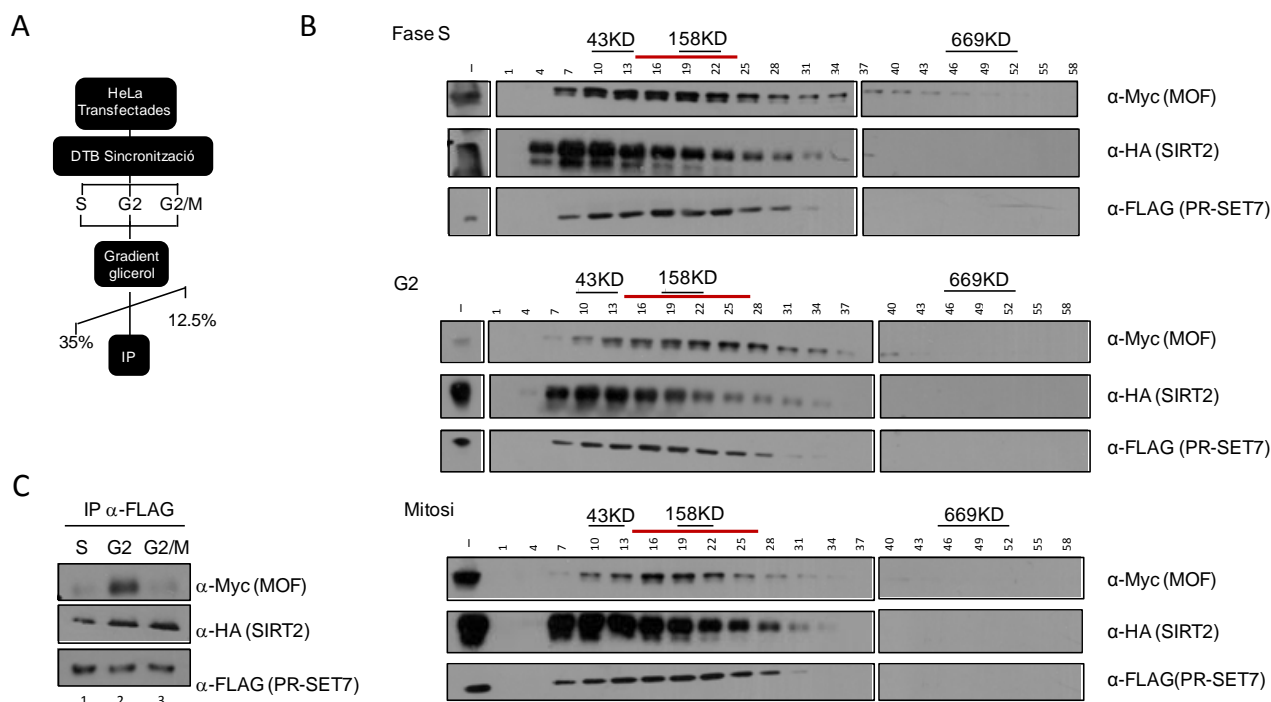 A
HeLa
Transfectades
DTB Sincronització
S G2 G2/M
Gradient
glicerol
12.5%
35%
IP
B
Fase S
43KD 158KD 669KD
– 1 4 7 10 13 16 19 22 25 28 31 34 37 40 43 46 49 52 55 58
α-Myc (MOF)
α-HA (SIRT2)
α-FLAG (PR-SET7)
G2
43KD 158KD 669KD
– 1 4 7 10 13 16 19 22 25 28 31 34 37 40 43 46 49 52 55 58
α-Myc (MOF)
α-HA (SIRT2)
α-FLAG (PR-SET7)
Mitosi
43KD 158KD 669KD
– 1 4 7 10 13 16 19 22 25 28 31 34 37 40 43 46 49 52 55 58
α-Myc (MOF)
α-HA (SIRT2)
α-FLAG(PR-SET7)
C
IP α-FLAG
S G2 G2/M
α-Myc (MOF)
α-HA (SIRT2)
α-FLAG (PR-SET7)
1 2 3